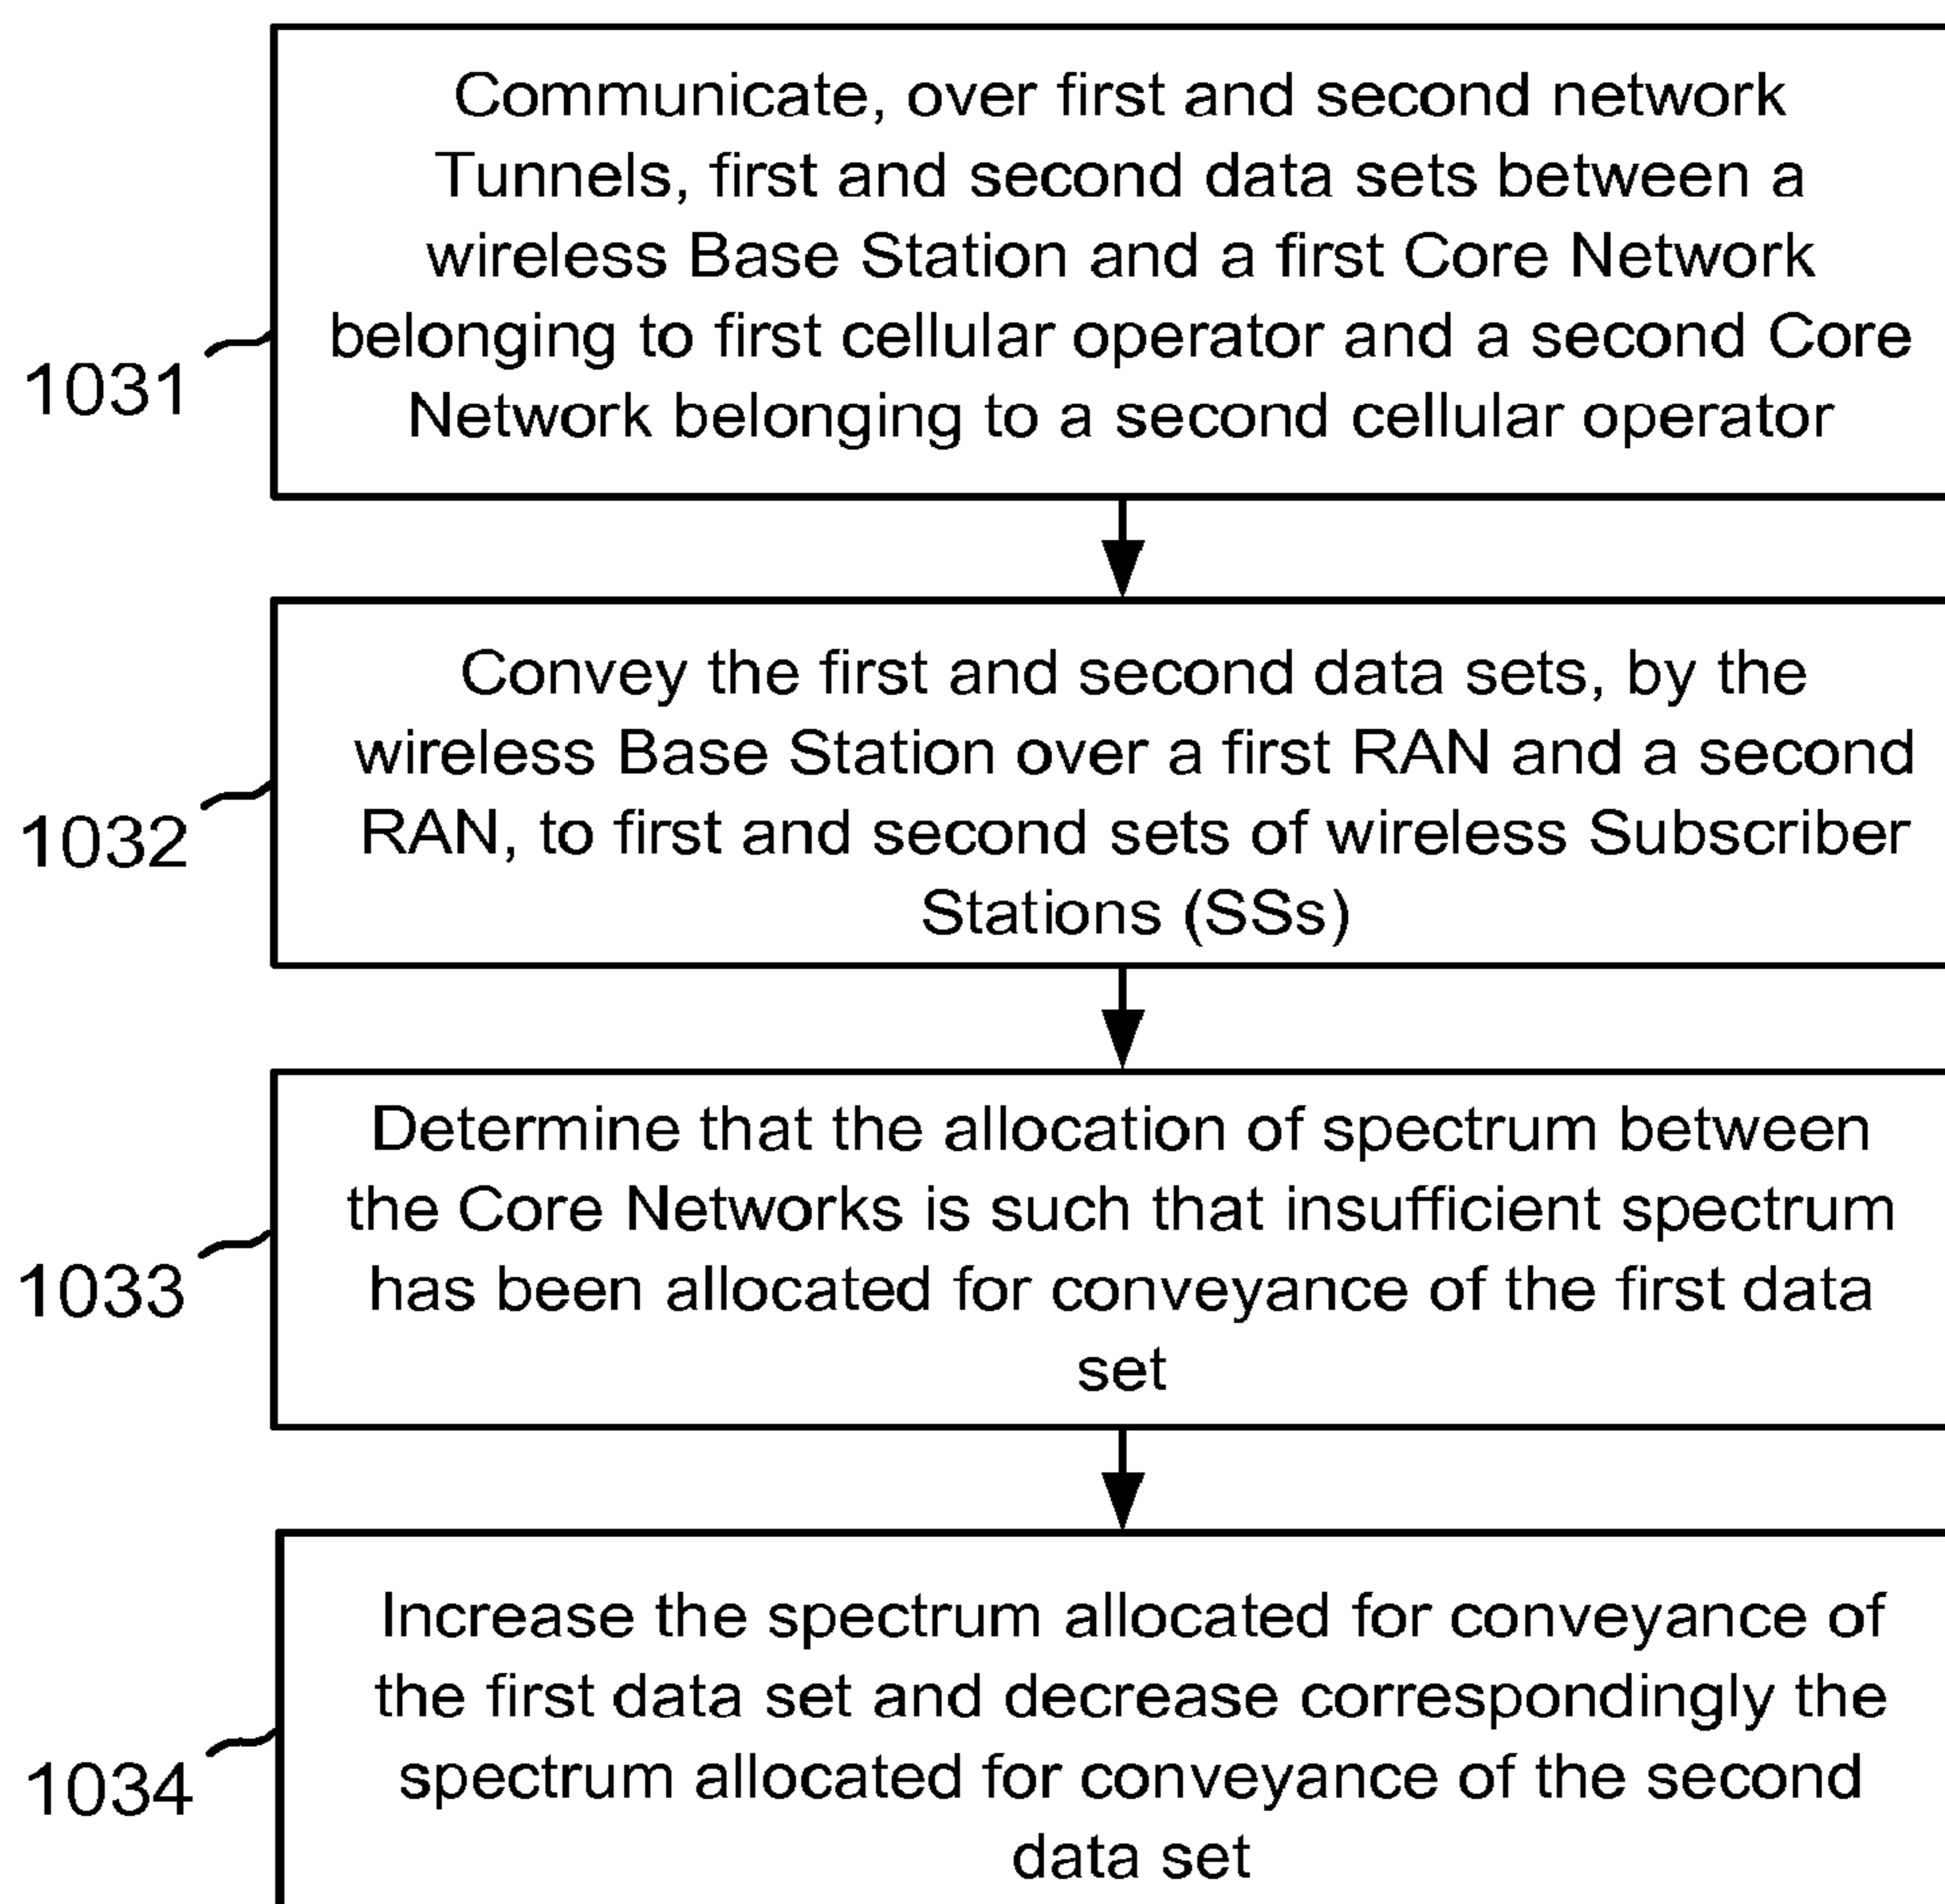 Communicate, over first and second network
Tunnels, first and second data sets between a
wireless Base Station and a first Core Network
belonging to first cellular operator and a second Core
Network belonging to a second cellular operator
1031
Convey the first and second data sets, by the
wireless Base Station over a first RAN and a second
RAN, to first and second sets of wireless Subscriber
Stations (SSs)
1032
Determine that the allocation of spectrum between
the Core Networks is such that insufficient spectrum
has been allocated for conveyance of the first data
set
1033
Increase the spectrum allocated for conveyance of
the first data set and decrease correspondingly the
spectrum allocated for conveyance of the second
data set
1034